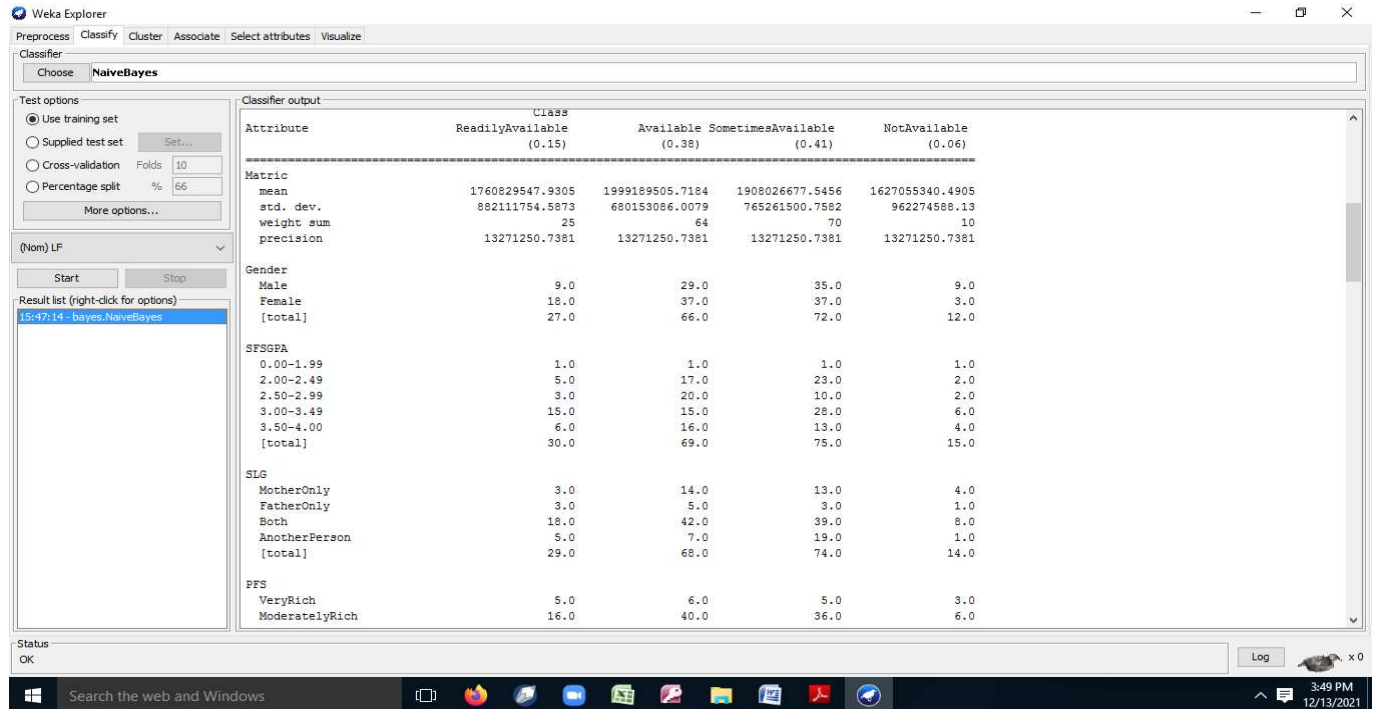 Weka Explorer
Preprocess Classify Cluster Associate Select attributes Visualize
Classifier
Choose NaiveBayes
Test options
Use training set
Supplied test set Set...
Cross-validation Folds 10
Percentage split % 66
More options...
(Nom) LF
Start Stop
Result list (right-click for options)
15:47:14 - bayes.NaiveBayes
Classifier output
Class
Attribute ReadilyAvailable Available SometimesAvailable NotAvailable
(0.15) (0.38) (0.41) (0.06)
================================================================================
Matric
mean 1760829547.9305 1999189505.7184 1908026677.5456 1627055340.4905
std. dev. 882111754.5873 680153086.0079 765261500.7582 962274588.13
weight sum 25 64 70 10
precision 13271250.7381 13271250.7381 13271250.7381 13271250.7381
Gender
Male 9.0 29.0 35.0 9.0
Female 18.0 37.0 37.0 3.0
[total] 27.0 66.0 72.0 12.0
SFSGPA
0.00-1.99 1.0 1.0 1.0 1.0
2.00-2.49 5.0 17.0 23.0 2.0
2.50-2.99 3.0 20.0 10.0 2.0
3.00-3.49 15.0 15.0 28.0 6.0
3.50-4.00 6.0 16.0 13.0 4.0
[total] 30.0 69.0 75.0 15.0
SLG
MotherOnly 3.0 14.0 13.0 4.0
FatherOnly 3.0 5.0 3.0 1.0
Both 18.0 42.0 39.0 8.0
AnotherPerson 5.0 7.0 19.0 1.0
[total] 29.0 68.0 74.0 14.0
PFS
VeryRich 5.0 6.0 5.0 3.0
ModeratelyRich 16.0 40.0 36.0 6.0
Status
OK
Log x 0
Search the web and Windows
3:49 PM
12/13/2021